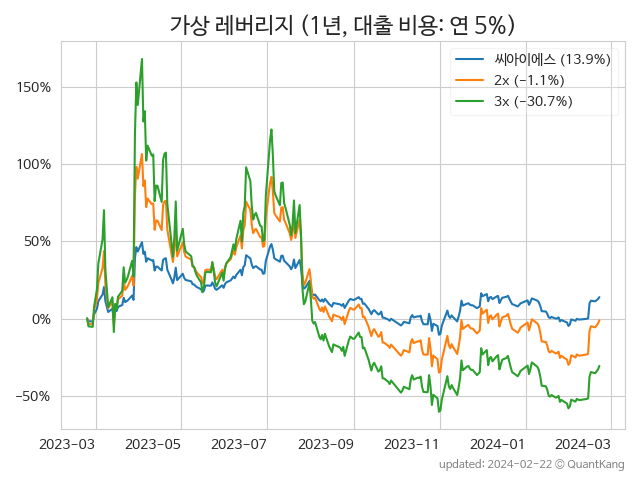 가상 레버리지 (1년, 대출 비용: 연 5%)
씨아이에스 (13.9%)
2x (−1.1%)
3x (−30.7%)
150%
100%
50%
0%
−50%
2023-03 2023-05 2023-07 2023-09 2023-11 2024-01 2024-03
updated: 2024-02-22 © QuantKang